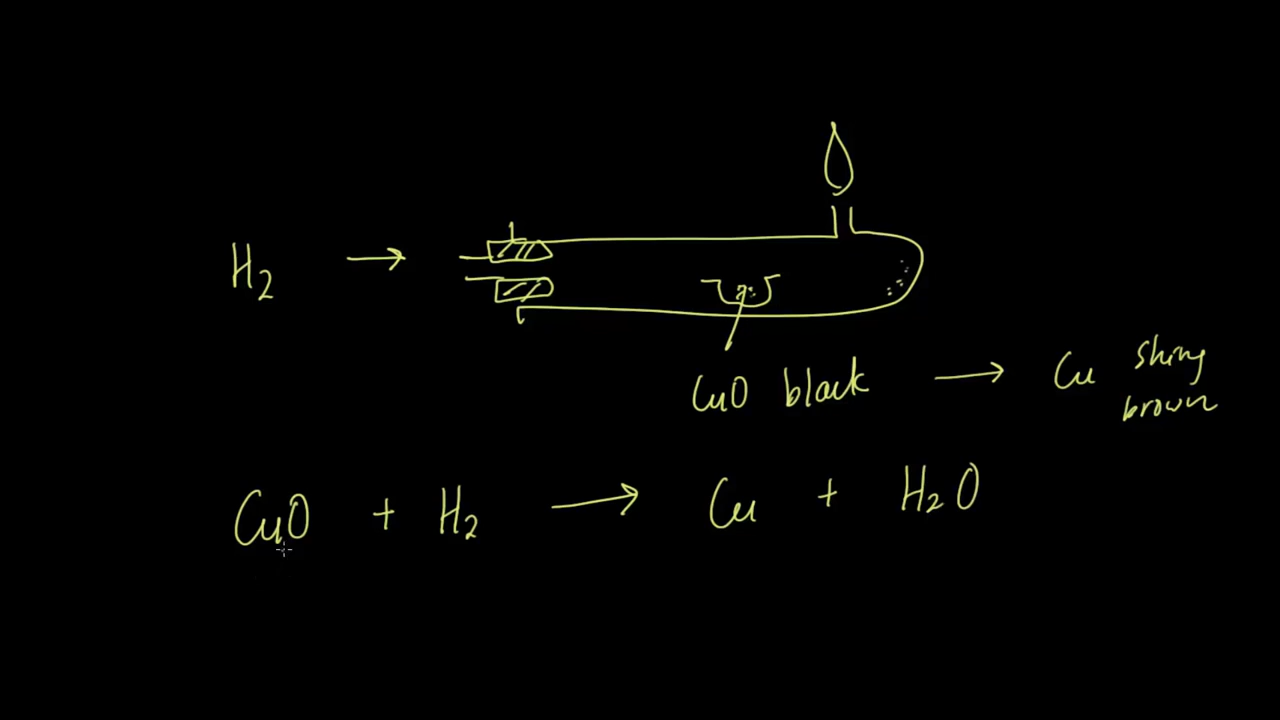 H₂ →
CuO black → Cu shiny
brown
CuO + H₂ → Cu + H₂O